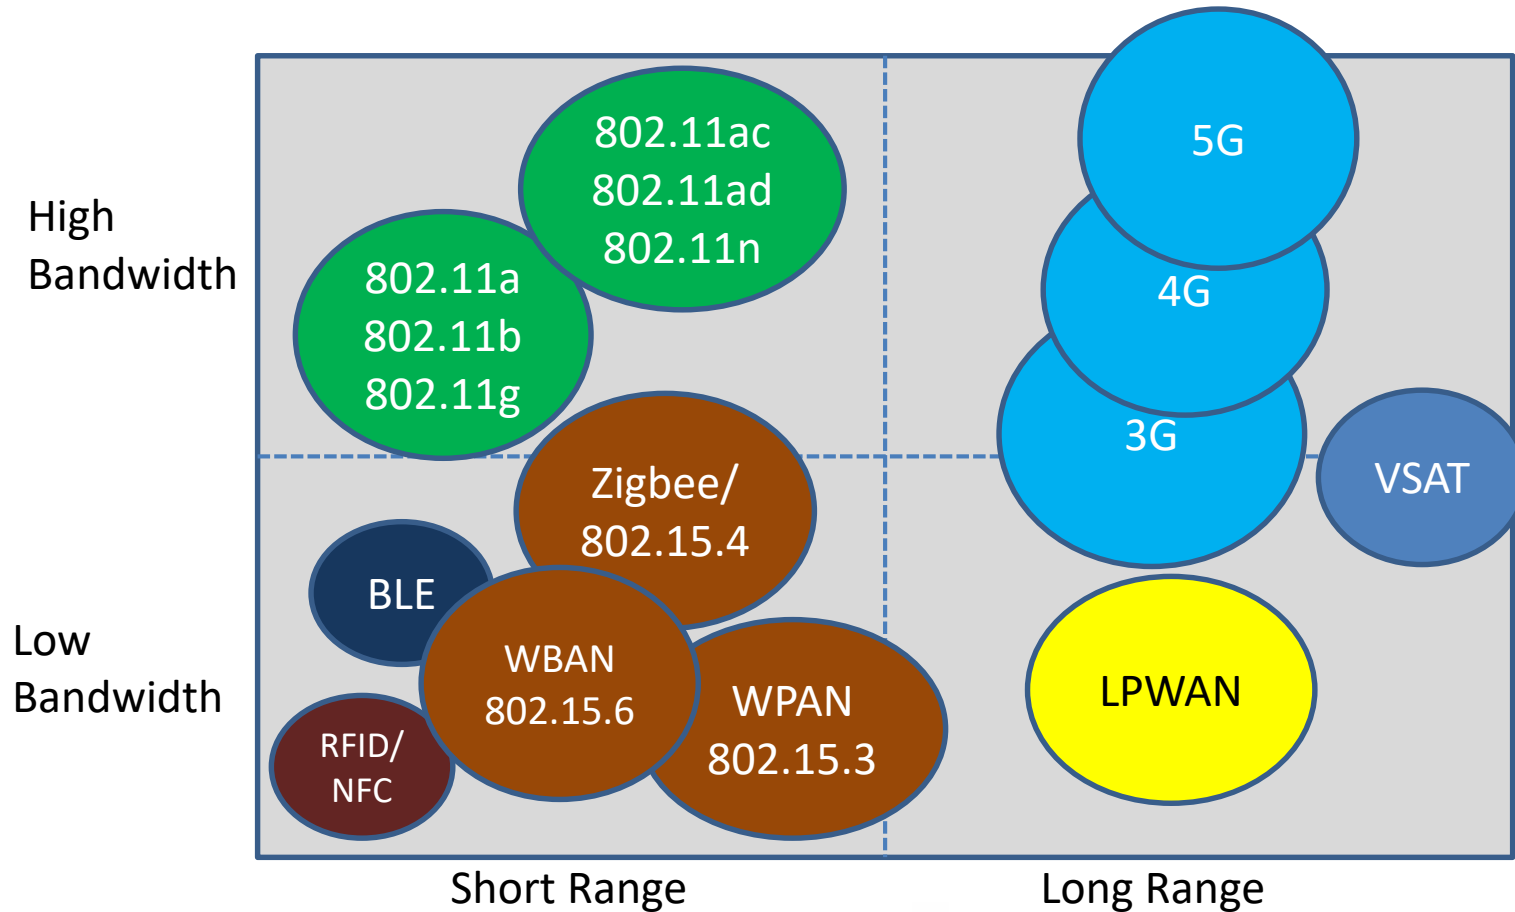 802.11ac
802.11ad
802.11n
5G
High
Bandwidth
802.11a
802.11b
802.11g
4G
3G
VSAT
Zigbee/
802.15.4
BLE
Low
Bandwidth
WBAN
802.15.6
WPAN
802.15.3
LPWAN
RFID/
NFC
Short Range
Long Range